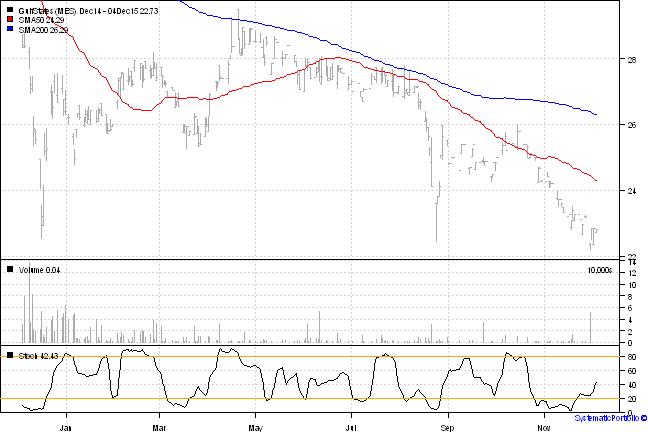 GulfStates (MES) Dec14 - 04Dec15 22.73
SMA50 24.29
SMA200 26.29
28
26
24
22
Volume 0.04
10,000s
14
12
10
8
6
4
2
0
Stoch 42.43
80
60
40
20
0
Jan Mar May Jul Sep Nov
SystematicPortfolio ©